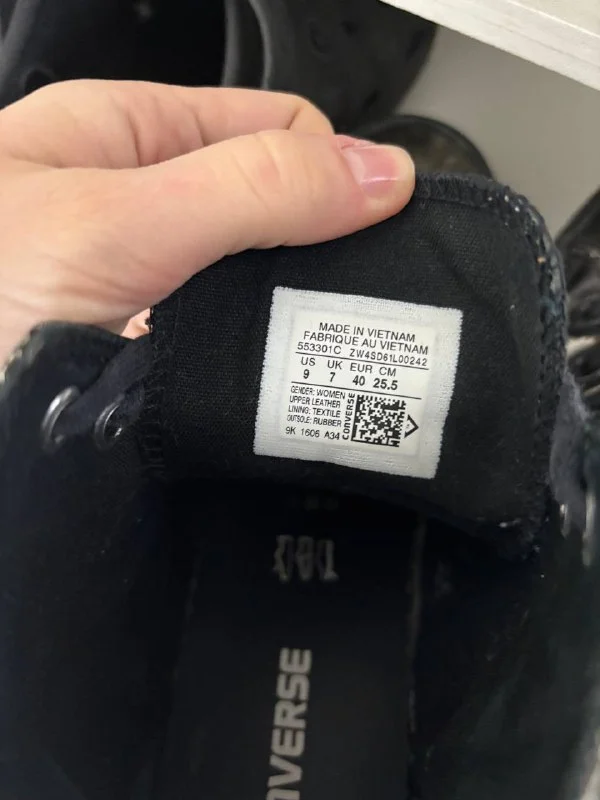 MADE IN VIETNAM
FABRIQUE AU VIETNAM
553301C ZW4SD61L00242
US UK EUR CM
9 7 40 25.5
GENDER: WOMEN
UPPER: LEATHER
LINING: TEXTILE
OUTSOLE: RUBBER
9K 1606 A34
CONVERSE
NVERSE